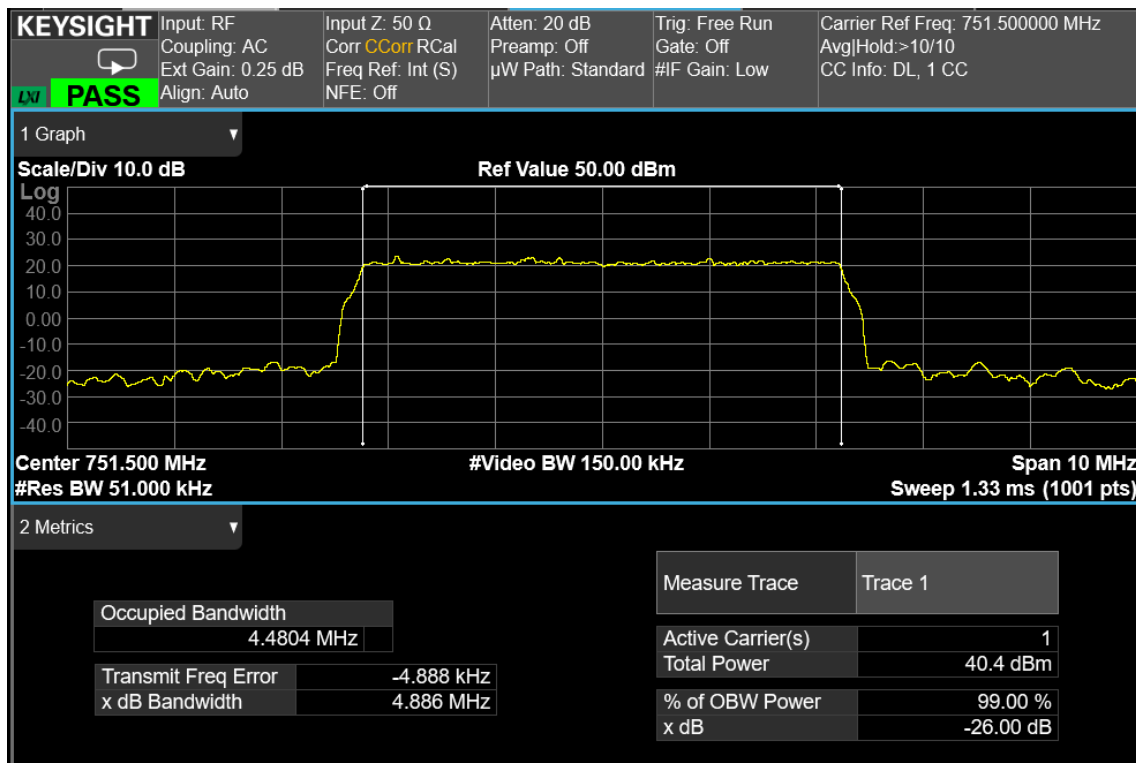 KEYSIGHT Input: RF Input Z: 50 Ω Atten: 20 dB Trig: Free Run Carrier Ref Freq: 751.500000 MHz
Coupling: AC Corr CCorr RCal Preamp: Off Gate: Off Avg|Hold:>10/10
Ext Gain: 0.25 dB Freq Ref: Int (S) µW Path: Standard #IF Gain: Low CC Info: DL, 1 CC
LXI PASS Align: Auto NFE: Off
1 Graph
Scale/Div 10.0 dB Ref Value 50.00 dBm
Log
40.0
30.0
20.0
10.0
0.00
-10.0
-20.0
-30.0
-40.0
Center 751.500 MHz #Video BW 150.00 kHz Span 10 MHz
#Res BW 51.000 kHz Sweep 1.33 ms (1001 pts)
2 Metrics
Measure Trace Trace 1
Occupied Bandwidth
4.4804 MHz
Active Carrier(s) 1
Total Power 40.4 dBm
Transmit Freq Error -4.888 kHz
x dB Bandwidth 4.886 MHz
% of OBW Power 99.00 %
x dB -26.00 dB